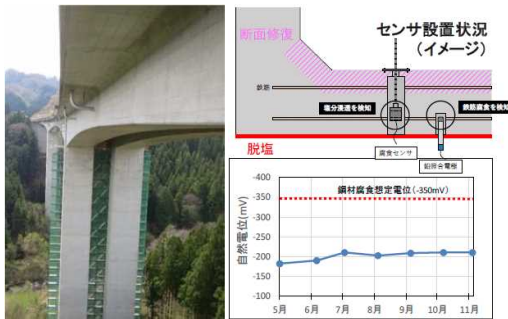 断面修復
センサ設置状況
(イメージ)
鉄筋
塩分浸透を検知
鉄筋腐食を検知
脱塩
腐食センサ
鉛照合電極
自然電位(mV)
-400
-350
-300
-250
-200
-150
-100
鋼材腐食想定電位(-350mV)
5月 6月 7月 8月 9月 10月 11月